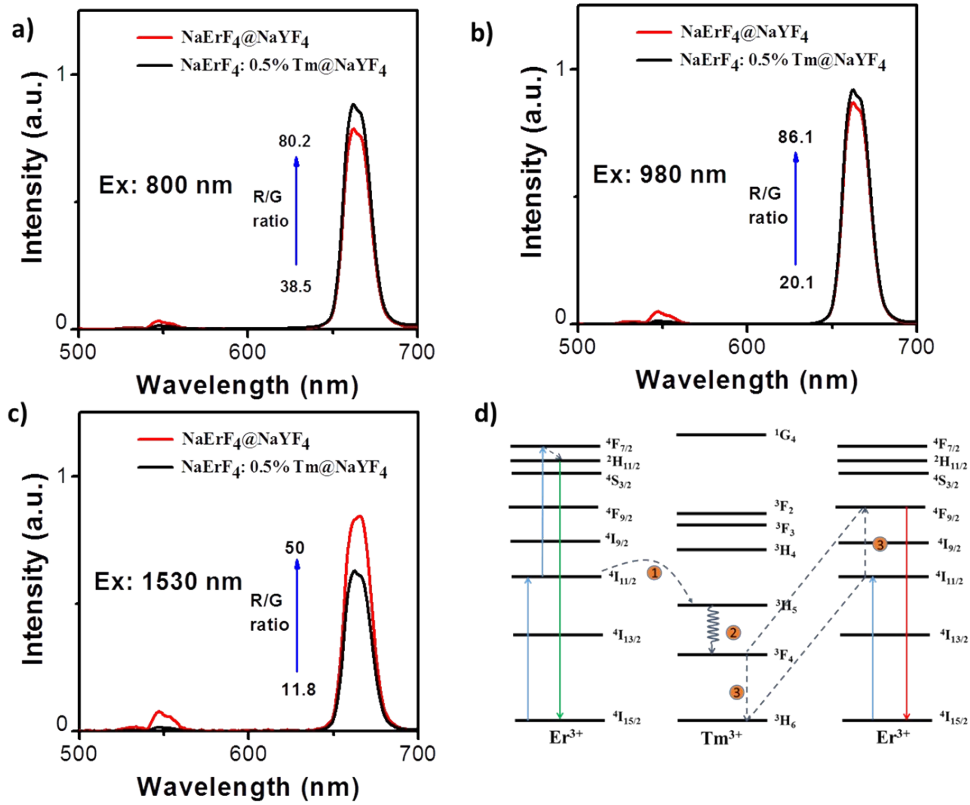 a)
NaErF₄@NaYF₄
NaErF₄: 0.5% Tm@NaYF₄
1
80.2
Ex: 800 nm
R/G
ratio
38.5
0
500
600
700
Intensity (a.u.)
Wavelength (nm)
b)
NaErF₄@NaYF₄
NaErF₄: 0.5% Tm@NaYF₄
1
86.1
Ex: 980 nm
R/G
ratio
20.1
0
500
600
700
Intensity (a.u.)
Wavelength (nm)
c)
NaErF₄@NaYF₄
NaErF₄: 0.5% Tm@NaYF₄
1
50
Ex: 1530 nm
R/G
ratio
11.8
0
500
600
700
Intensity (a.u.)
Wavelength (nm)
d)
⁴F₇/₂
²H₁₁/₂
⁴S₃/₂
⁴F₉/₂
⁴I₉/₂
⁴I₁₁/₂
⁴I₁₃/₂
⁴I₁₅/₂
Er³⁺
¹G₄
³F₂
³F₃
³H₄
³H₅
³F₄
³H₆
Tm³⁺
1
2
3
⁴F₇/₂
²H₁₁/₂
⁴S₃/₂
⁴F₉/₂
⁴I₉/₂
3
⁴I₁₁/₂
⁴I₁₃/₂
⁴I₁₅/₂
Er³⁺